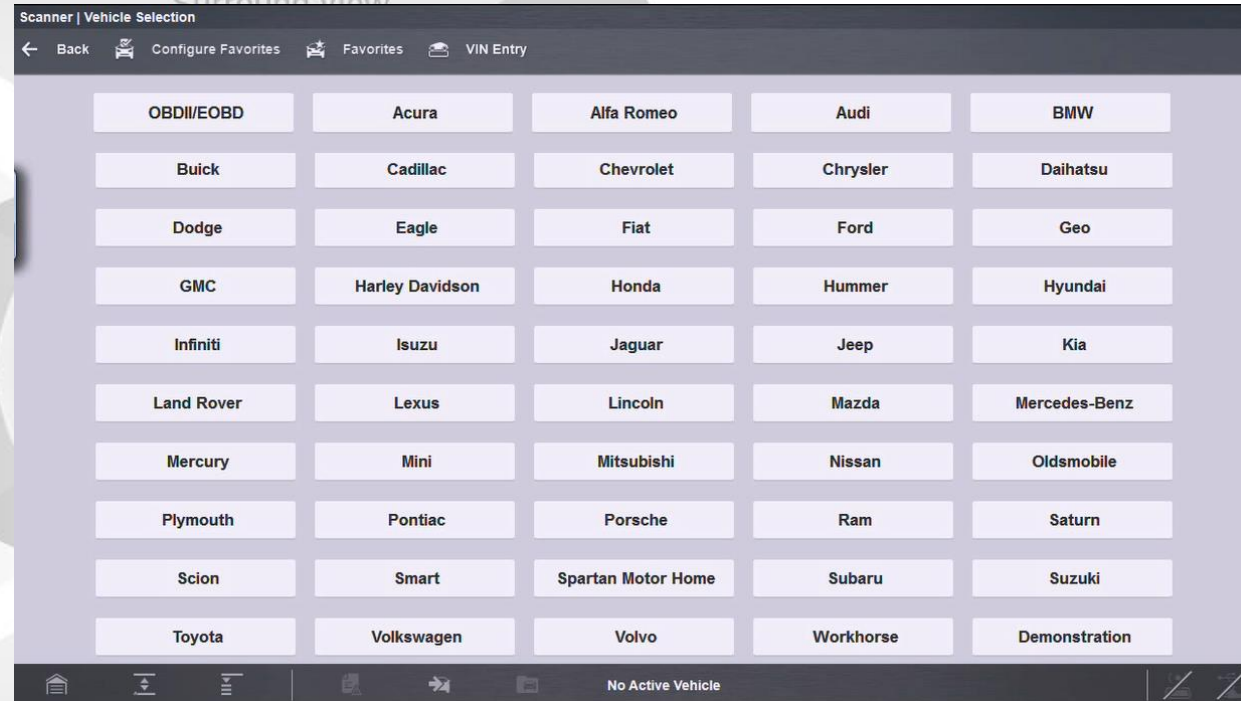 Surround View
Scanner | Vehicle Selection
Back Configure Favorites Favorites VIN Entry
OBDII/EOBD Acura Alfa Romeo Audi BMW
Buick Cadillac Chevrolet Chrysler Daihatsu
Dodge Eagle Fiat Ford Geo
GMC Harley Davidson Honda Hummer Hyundai
Infiniti Isuzu Jaguar Jeep Kia
Land Rover Lexus Lincoln Mazda Mercedes-Benz
Mercury Mini Mitsubishi Nissan Oldsmobile
Plymouth Pontiac Porsche Ram Saturn
Scion Smart Spartan Motor Home Subaru Suzuki
Toyota Volkswagen Volvo Workhorse Demonstration
No Active Vehicle